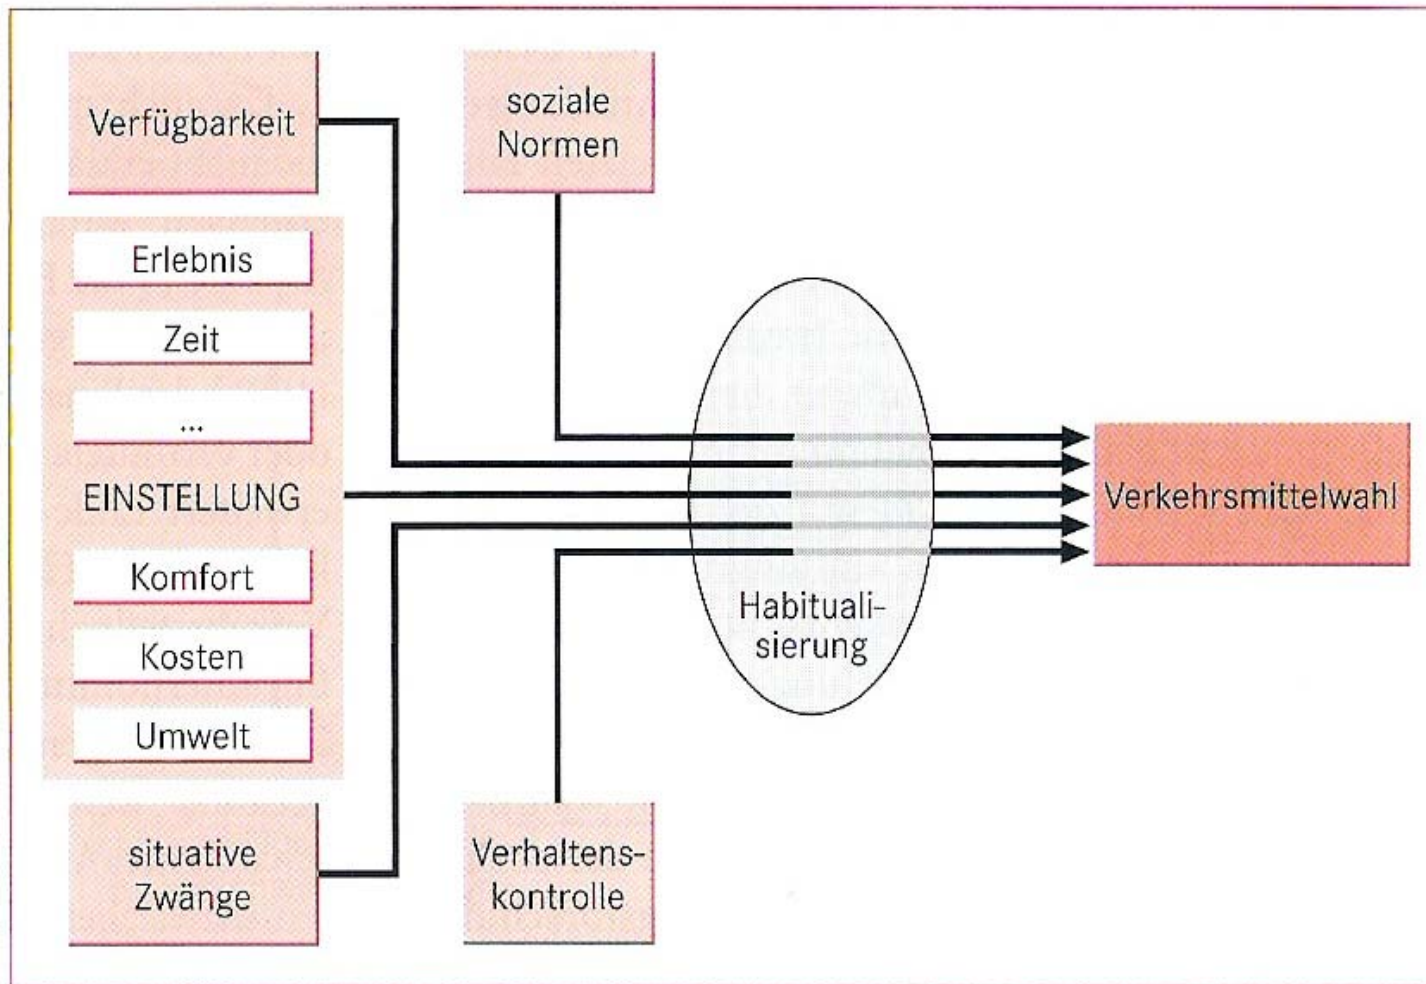 Verfügbarkeit
soziale
Normen
Erlebnis
Zeit
...
EINSTELLUNG
Komfort
Kosten
Umwelt
situative
Zwänge
Verhaltens-
kontrolle
Habituali-
sierung
Verkehrsmittelwahl